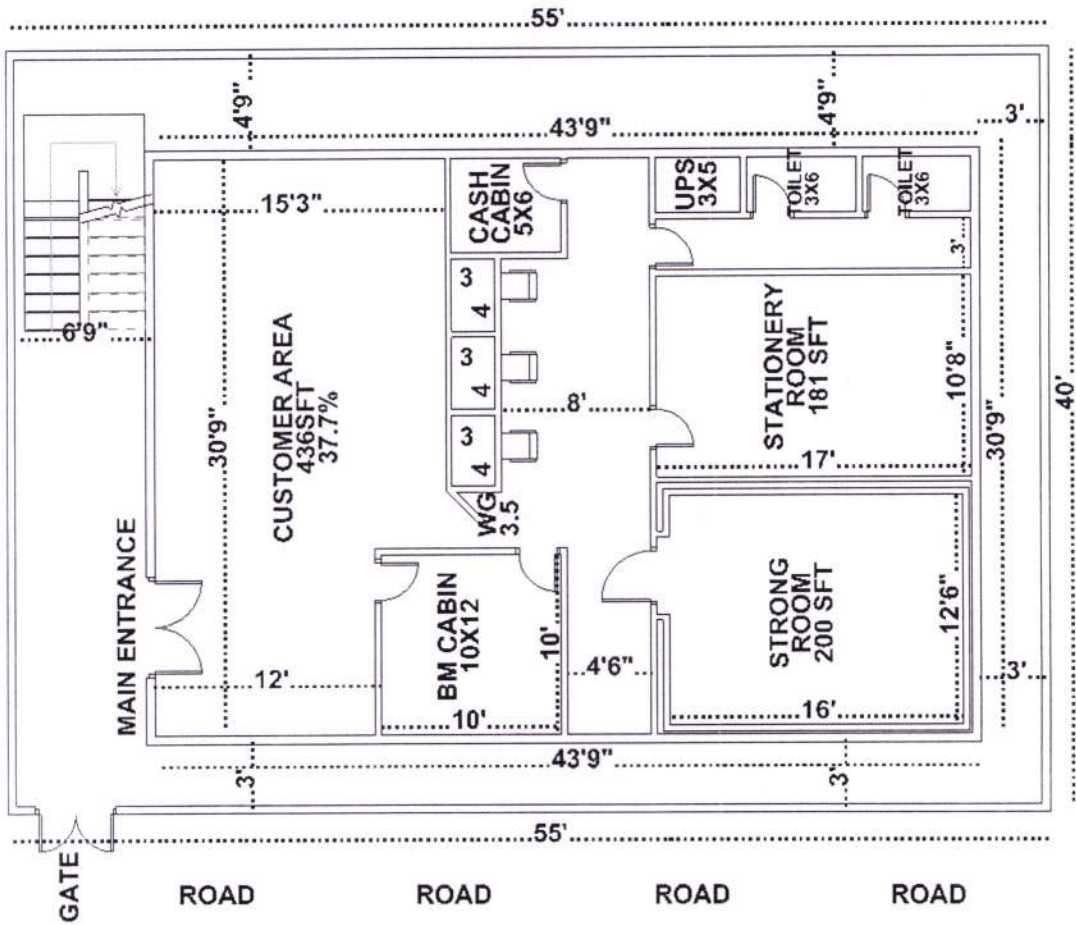 55'
4'9"
4'9"
43'9"
3'
15'3"
CASH
CABIN
5X6
UPS
3X5
TOILET
3X6
TOILET
3X6
3'
6'9"
3
4
3
4
3
4
8'
CUSTOMER AREA
436SFT
37.7%
30'9"
STATIONERY
ROOM
181 SFT
10'8"
17'
30'9"
40'
WG
3.5
MAIN ENTRANCE
12'
BM CABIN
10X12
10'
10'
4'6"
STRONG
ROOM
200 SFT
12'6"
16'
3'
3'
43'9"
3'
55'
GATE
ROAD
ROAD
ROAD
ROAD